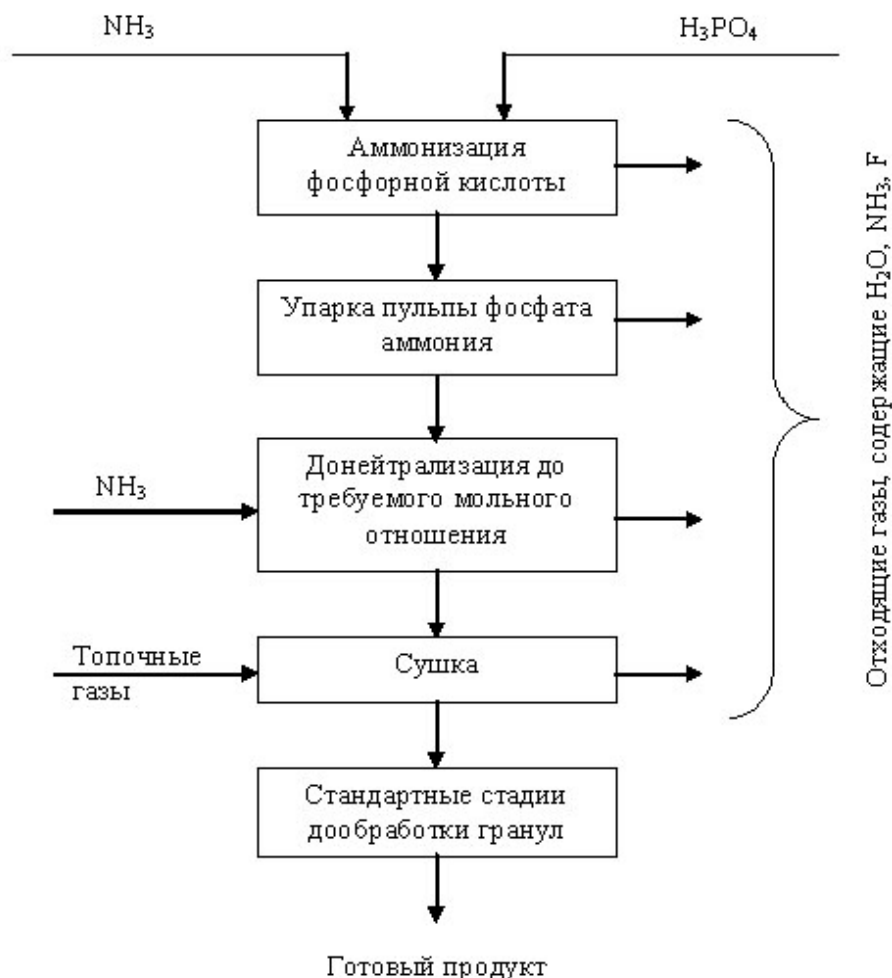 NH₃
H₃PO₄
Аммонизация
фосфорной кислоты
Упарка пульпы фосфата
аммония
NH₃
Донейтрализация до
требуемого мольного
отношения
Топочные
газы
Сушка
Стандартные стадии
дообработки гранул
Готовый продукт
Отходящие газы, содержащие H₂O, NH₃, F